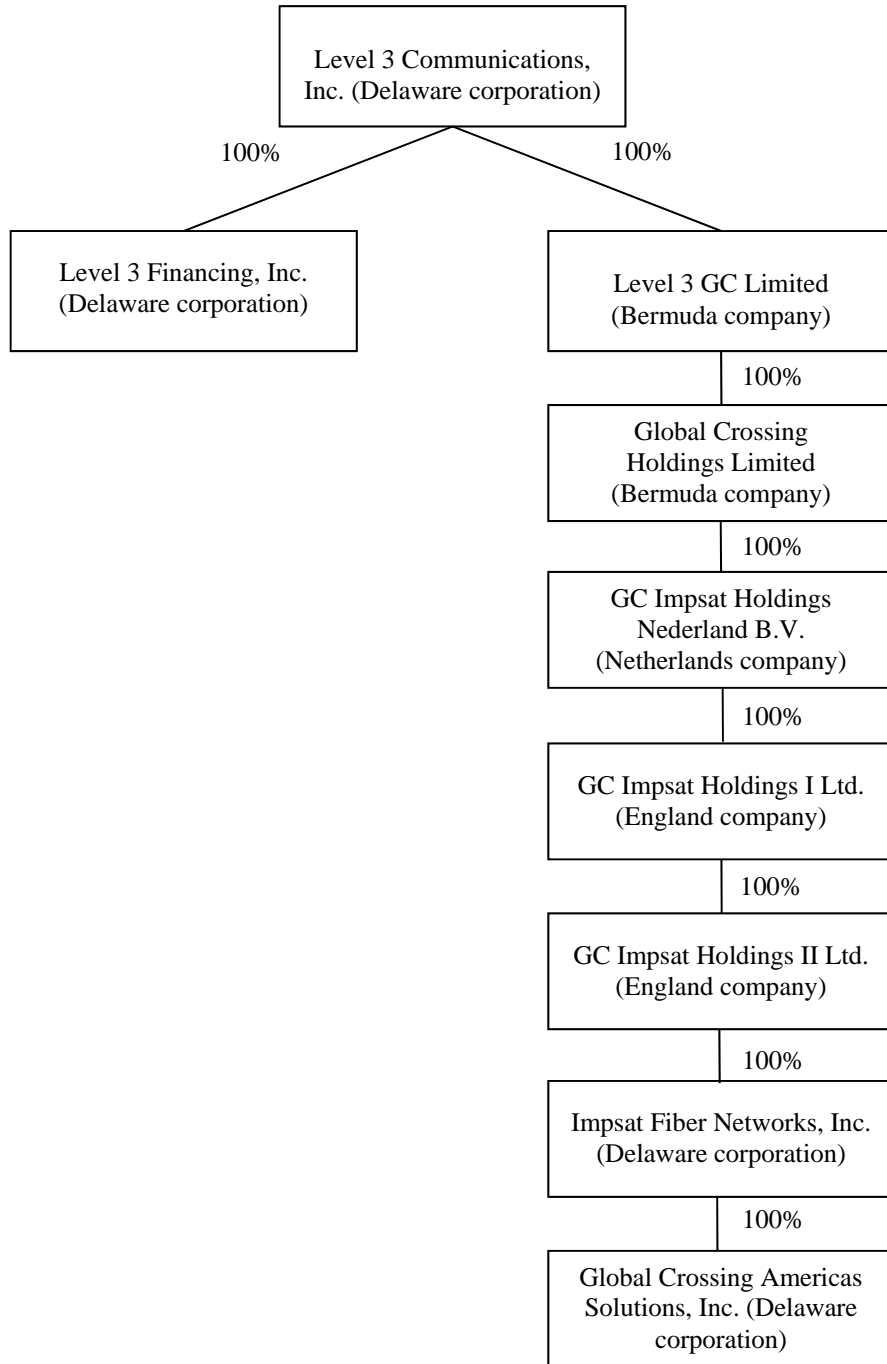 Level 3 Communications,
Inc. (Delaware corporation)
100%
100%
Level 3 Financing, Inc.
(Delaware corporation)
Level 3 GC Limited
(Bermuda company)
100%
Global Crossing
Holdings Limited
(Bermuda company)
100%
GC Impsat Holdings
Nederland B.V.
(Netherlands company)
100%
GC Impsat Holdings I Ltd.
(England company)
100%
GC Impsat Holdings II Ltd.
(England company)
100%
Impsat Fiber Networks, Inc.
(Delaware corporation)
100%
Global Crossing Americas
Solutions, Inc. (Delaware
corporation)